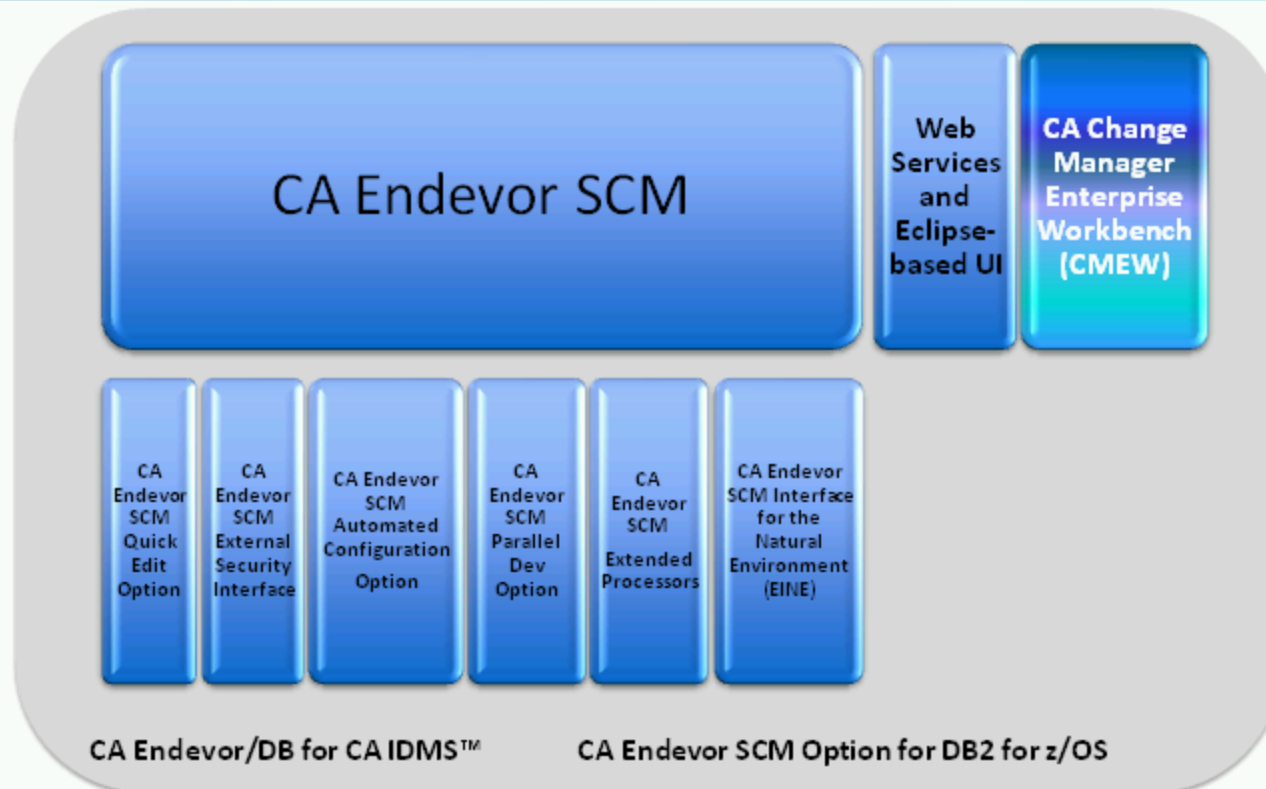 CA Endevor SCM
Web
Services
and
Eclipse-
based UI
CA Change
Manager
Enterprise
Workbench
(CMEW)
CA
Endevor
SCM
Quick
Edit
Option
CA
Endevor
SCM
External
Security
Interface
CA Endevor
SCM
Automated
Configuration
Option
CA
Endevor
SCM
Parallel
Dev
Option
CA
Endevor
SCM
Extended
Processors
CA Endevor
SCM Interface
for the
Natural
Environment
(EINE)
CA Endevor/DB for CA IDMS™
CA Endevor SCM Option for DB2 for z/OS